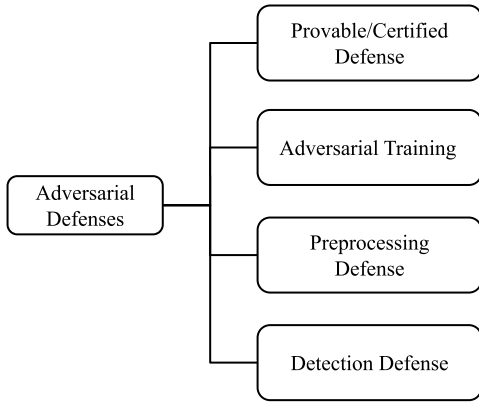 Provable/Certified
Defense
Adversarial Training
Adversarial
Defenses
Preprocessing
Defense
Detection Defense